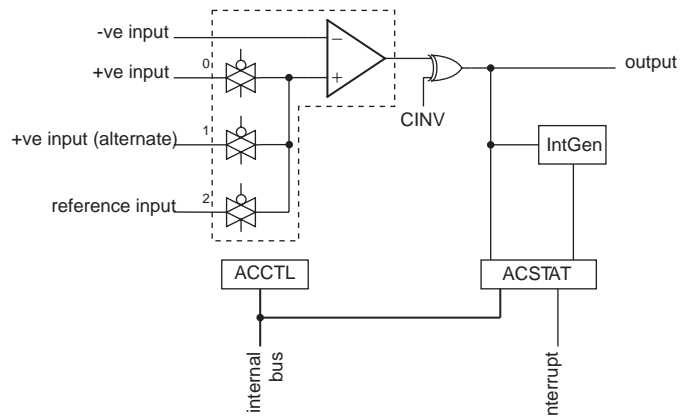 -ve input
+ve input
0
output
CINV
+ve input (alternate)
1
IntGen
reference input
2
ACCTL
ACSTAT
internal
bus
nterrupt